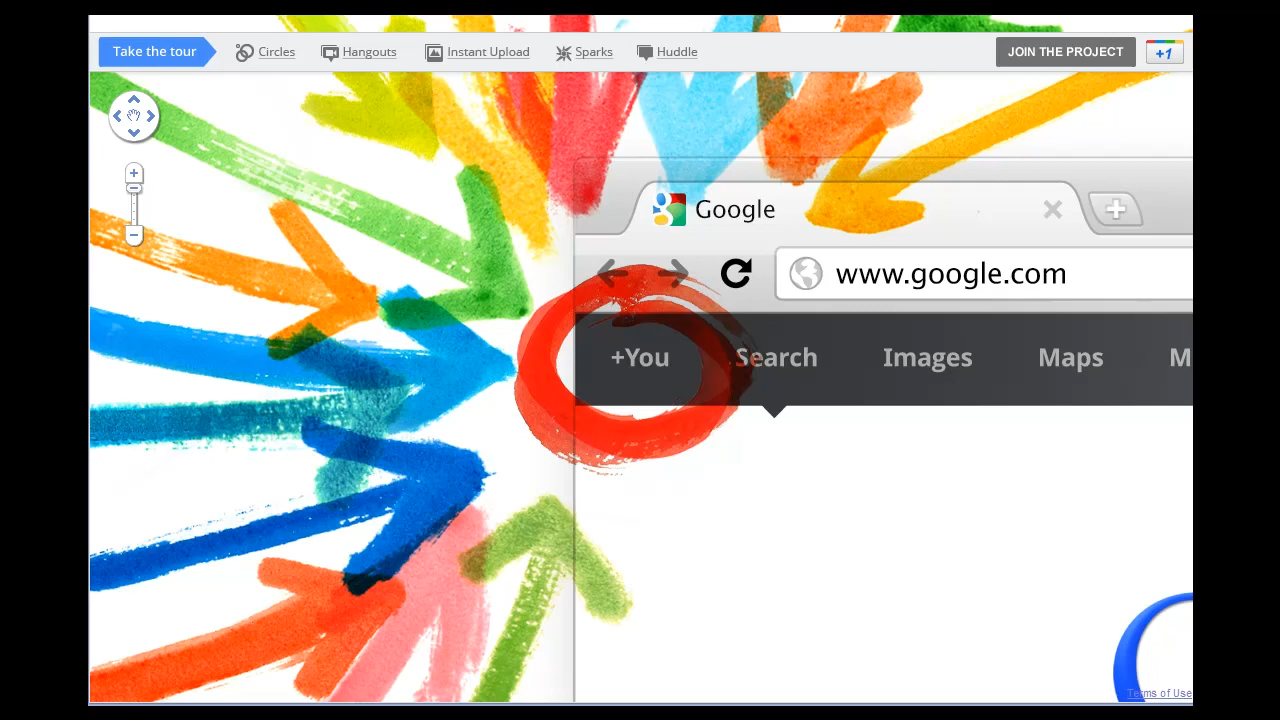 Take the tour Circles Hangouts Instant Upload Sparks Huddle JOIN THE PROJECT +1
Google
www.google.com
+You Search Images Maps M
Terms of Use